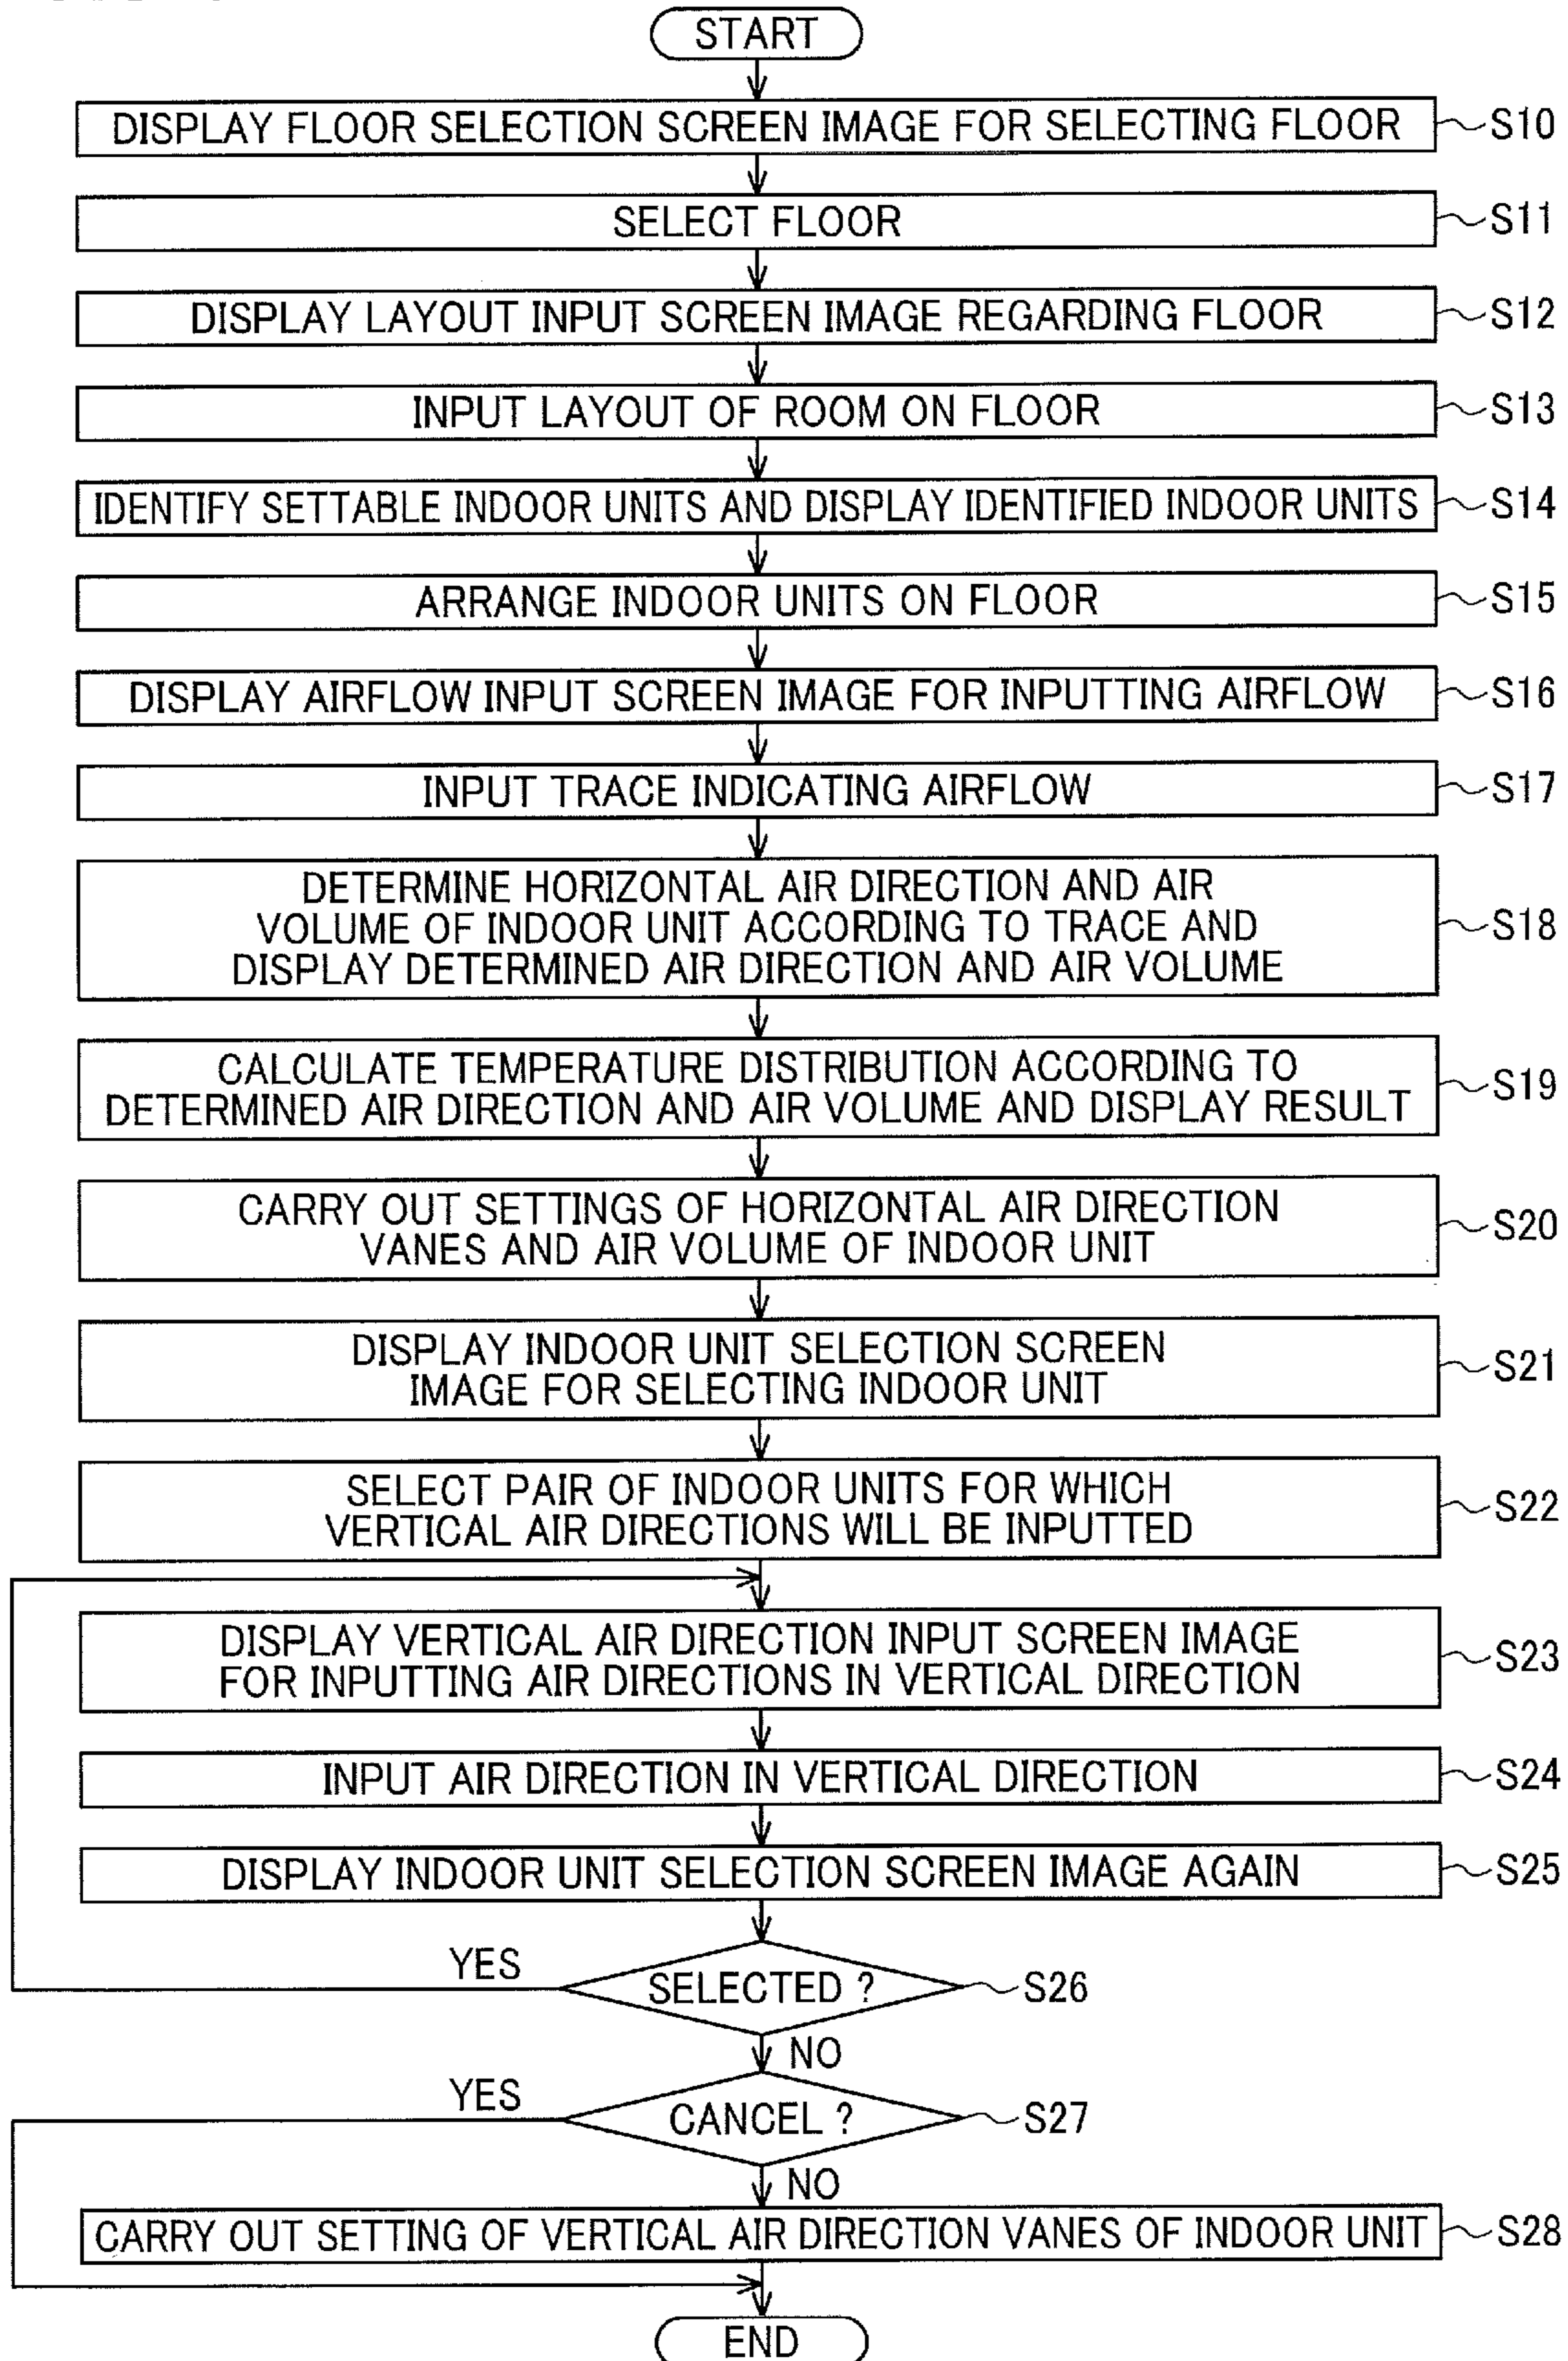 START
DISPLAY FLOOR SELECTION SCREEN IMAGE FOR SELECTING FLOOR S10
SELECT FLOOR S11
DISPLAY LAYOUT INPUT SCREEN IMAGE REGARDING FLOOR S12
INPUT LAYOUT OF ROOM ON FLOOR S13
IDENTIFY SETTABLE INDOOR UNITS AND DISPLAY IDENTIFIED INDOOR UNITS S14
ARRANGE INDOOR UNITS ON FLOOR S15
DISPLAY AIRFLOW INPUT SCREEN IMAGE FOR INPUTTING AIRFLOW S16
INPUT TRACE INDICATING AIRFLOW S17
DETERMINE HORIZONTAL AIR DIRECTION AND AIR
VOLUME OF INDOOR UNIT ACCORDING TO TRACE AND S18
DISPLAY DETERMINED AIR DIRECTION AND AIR VOLUME
CALCULATE TEMPERATURE DISTRIBUTION ACCORDING TO
DETERMINED AIR DIRECTION AND AIR VOLUME AND DISPLAY RESULT S19
CARRY OUT SETTINGS OF HORIZONTAL AIR DIRECTION
VANES AND AIR VOLUME OF INDOOR UNIT S20
DISPLAY INDOOR UNIT SELECTION SCREEN
IMAGE FOR SELECTING INDOOR UNIT S21
SELECT PAIR OF INDOOR UNITS FOR WHICH
VERTICAL AIR DIRECTIONS WILL BE INPUTTED S22
DISPLAY VERTICAL AIR DIRECTION INPUT SCREEN IMAGE
FOR INPUTTING AIR DIRECTIONS IN VERTICAL DIRECTION S23
INPUT AIR DIRECTION IN VERTICAL DIRECTION S24
DISPLAY INDOOR UNIT SELECTION SCREEN IMAGE AGAIN S25
YES
SELECTED ? S26
NO
YES
CANCEL ? S27
NO
CARRY OUT SETTING OF VERTICAL AIR DIRECTION VANES OF INDOOR UNIT S28
END